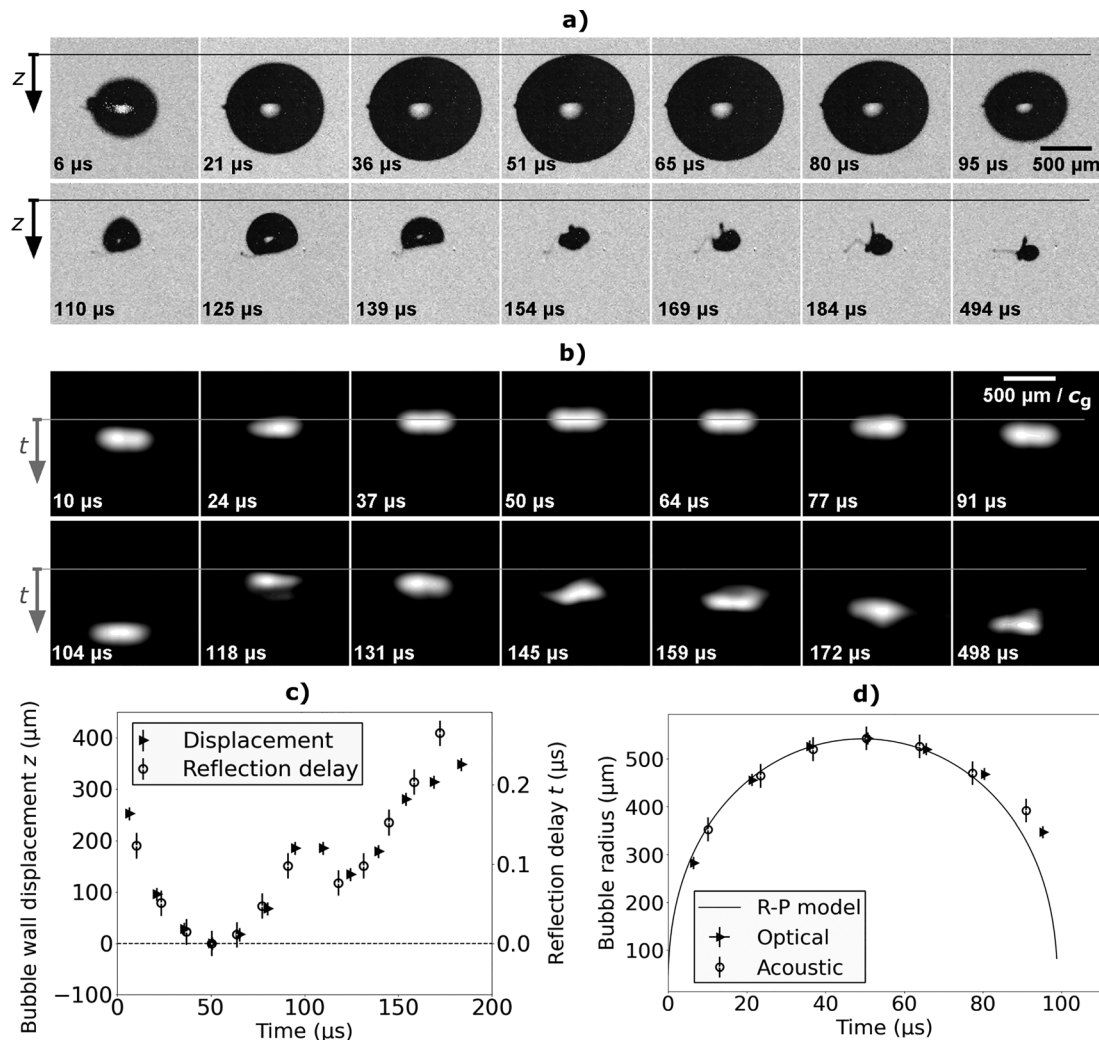 a)
z
6 µs 21 µs 36 µs 51 µs 65 µs 80 µs 95 µs 500 µm
z
110 µs 125 µs 139 µs 154 µs 169 µs 184 µs 494 µs
b)
500 µm / cg
t
10 µs 24 µs 37 µs 50 µs 64 µs 77 µs 91 µs
t
104 µs 118 µs 131 µs 145 µs 159 µs 172 µs 498 µs
c)
Bubble wall displacement z (µm)
400
300
200
100
0
−100
Displacement
Reflection delay
0.2
0.1
0.0
Reflection delay t (µs)
0 50 100 150 200
Time (µs)
d)
Bubble radius (µm)
500
400
300
200
100
R-P model
Optical
Acoustic
0 20 40 60 80 100
Time (µs)